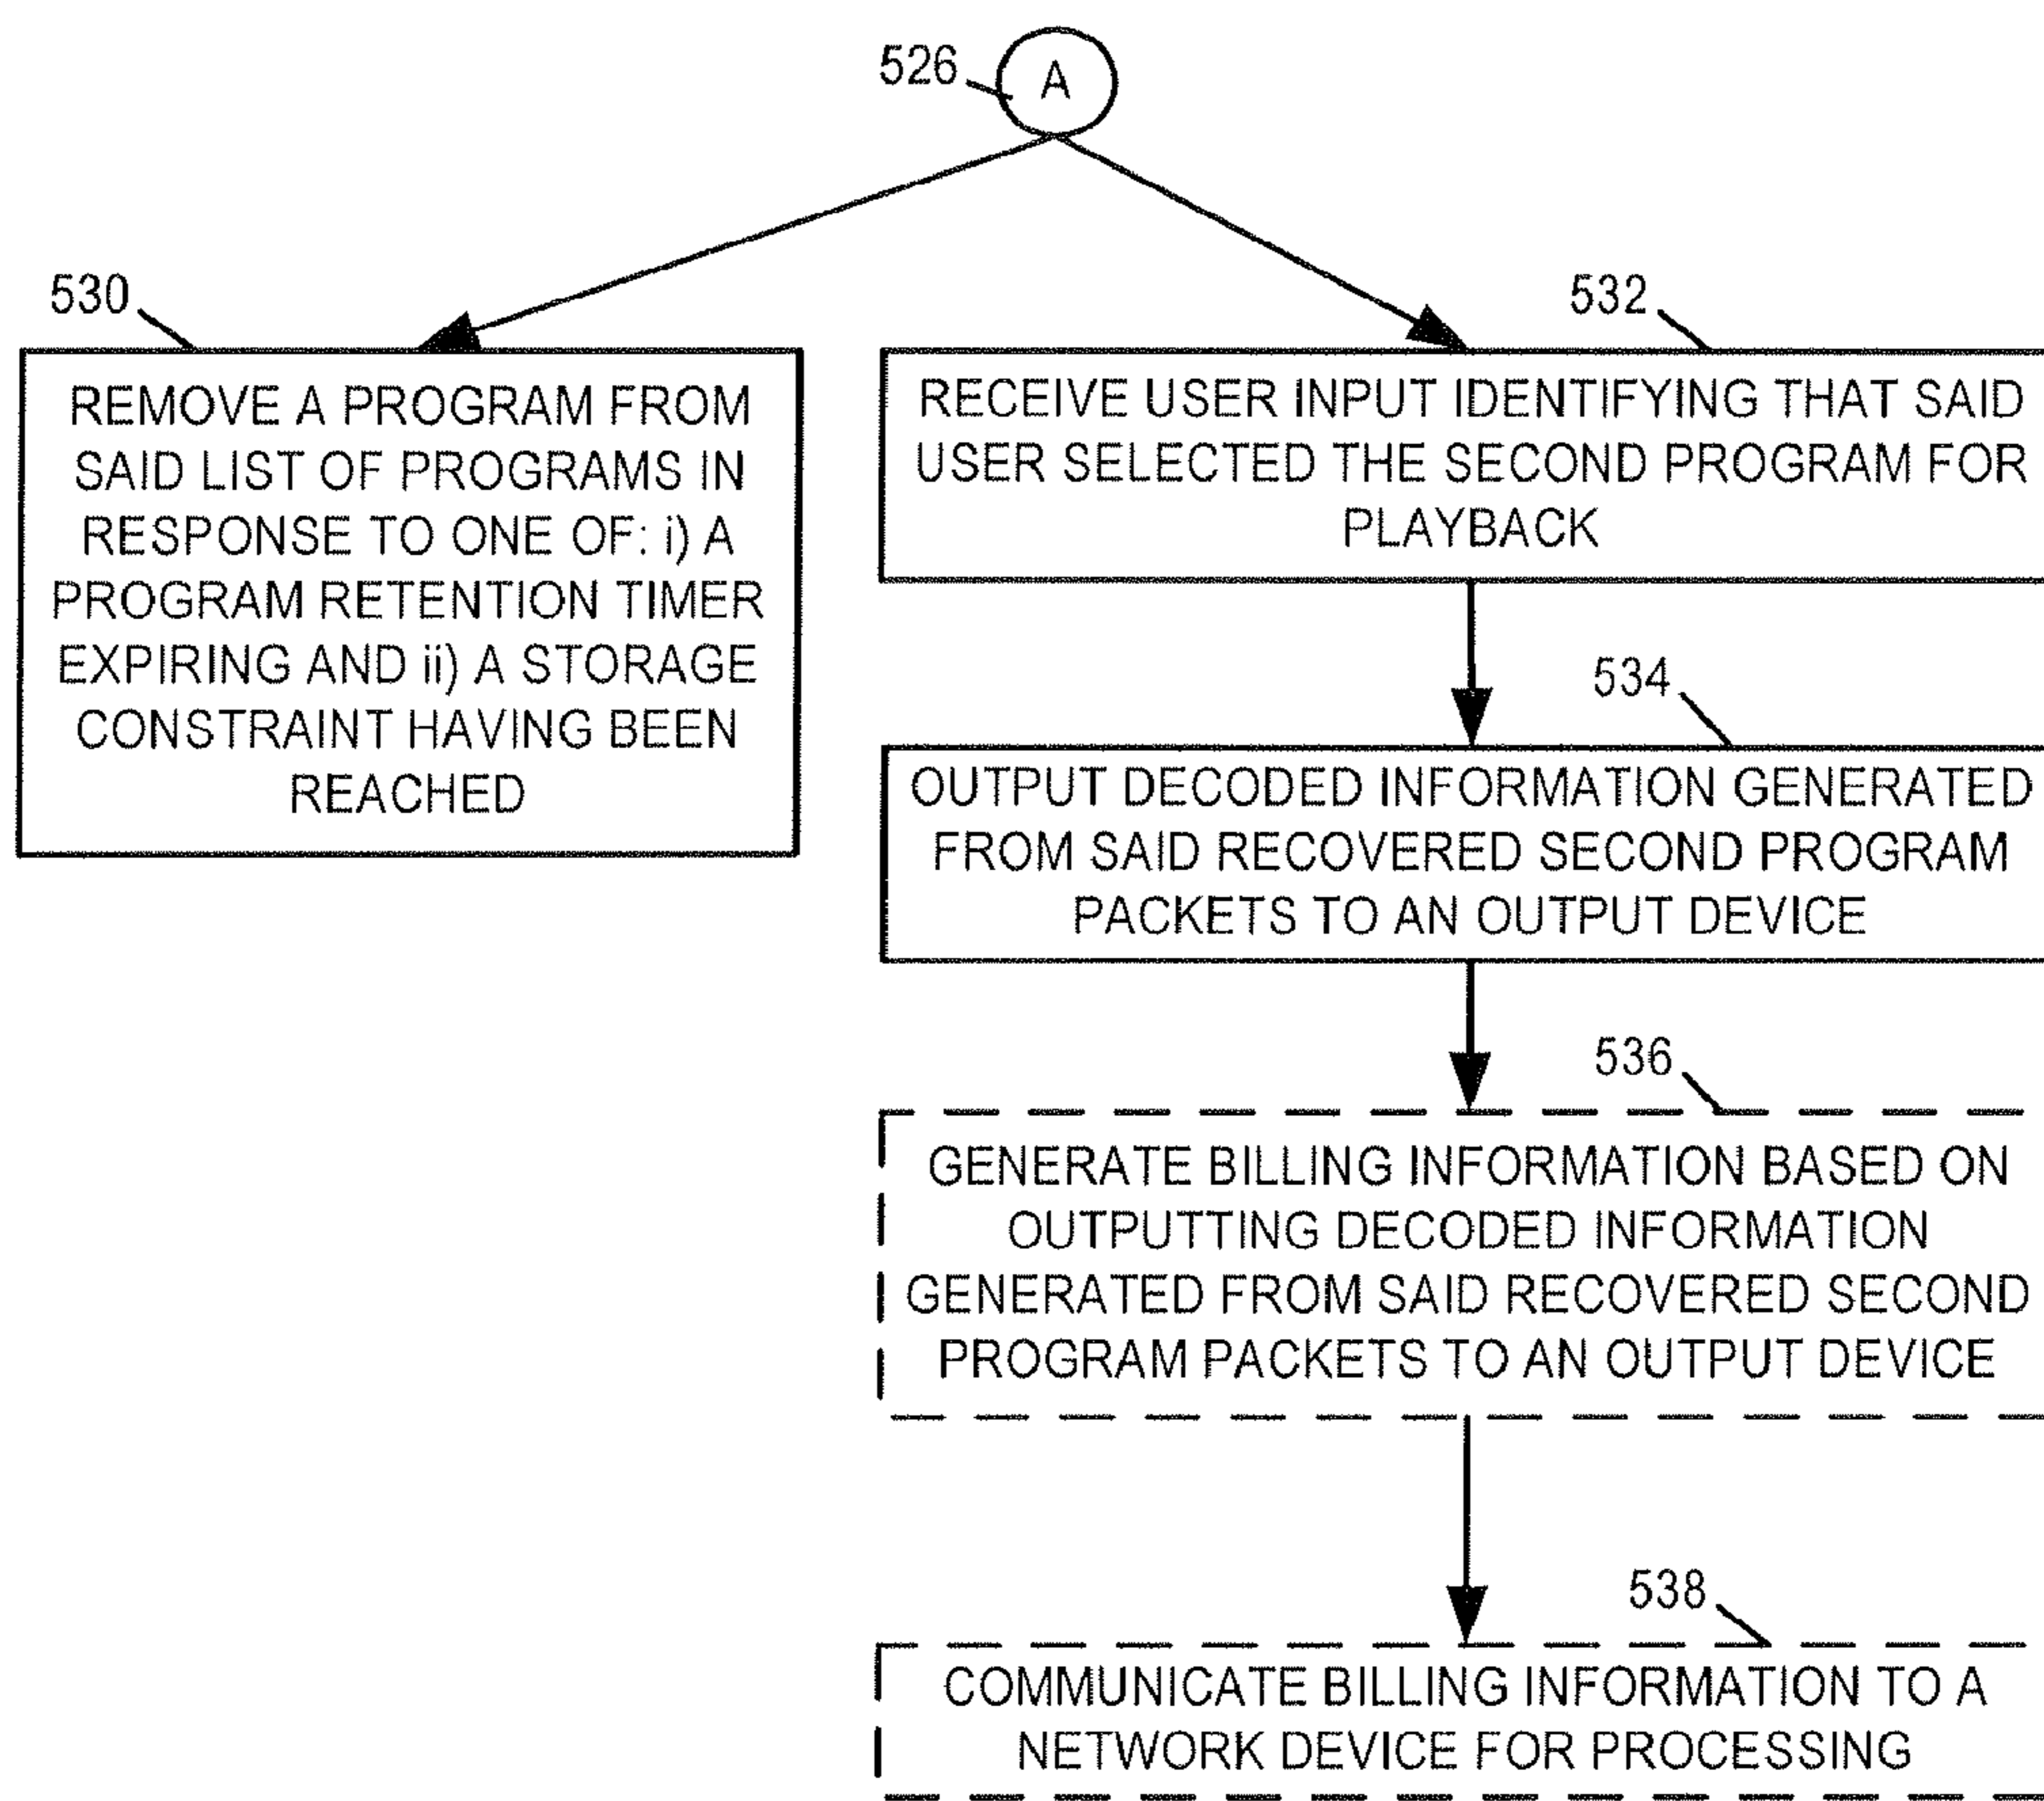 526
A
530
REMOVE A PROGRAM FROM
SAID LIST OF PROGRAMS IN
RESPONSE TO ONE OF: i) A
PROGRAM RETENTION TIMER
EXPIRING AND ii) A STORAGE
CONSTRAINT HAVING BEEN
REACHED
532
RECEIVE USER INPUT IDENTIFYING THAT SAID
USER SELECTED THE SECOND PROGRAM FOR
PLAYBACK
534
OUTPUT DECODED INFORMATION GENERATED
FROM SAID RECOVERED SECOND PROGRAM
PACKETS TO AN OUTPUT DEVICE
536
GENERATE BILLING INFORMATION BASED ON
OUTPUTTING DECODED INFORMATION
GENERATED FROM SAID RECOVERED SECOND
PROGRAM PACKETS TO AN OUTPUT DEVICE
538
COMMUNICATE BILLING INFORMATION TO A
NETWORK DEVICE FOR PROCESSING